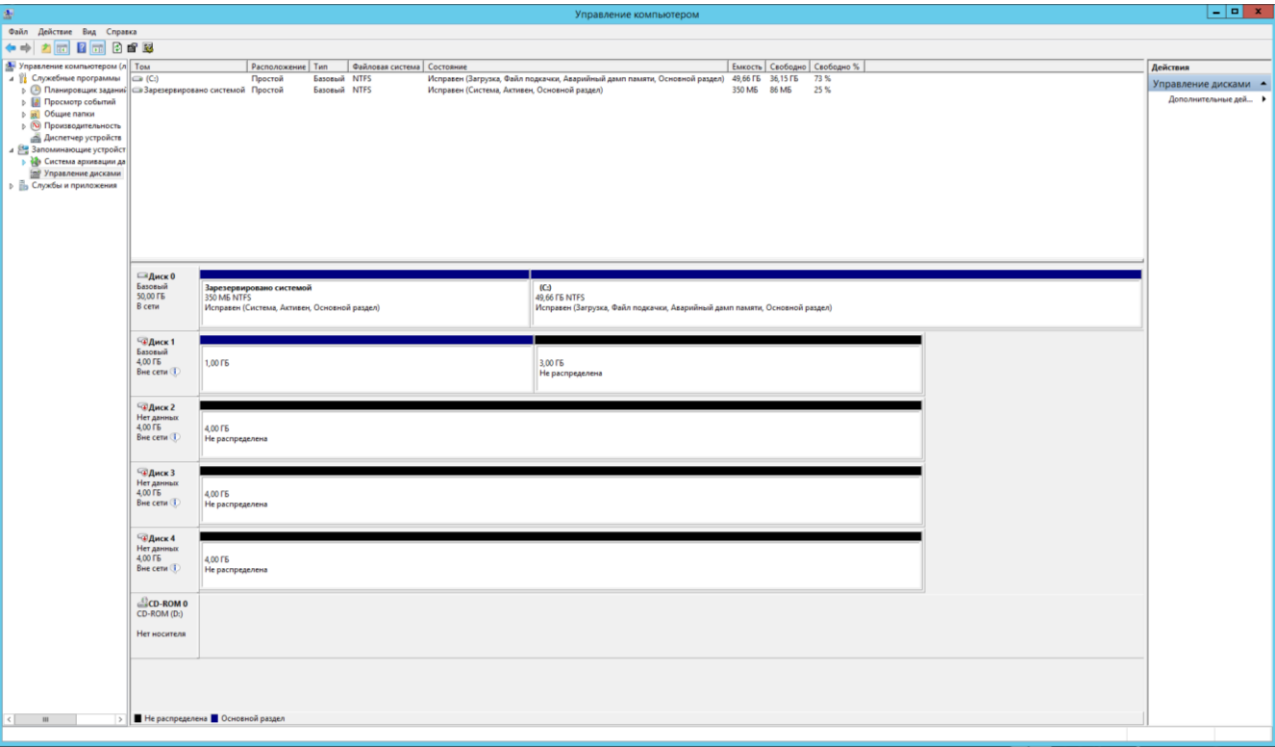 Управление компьютером
Файл Действие Вид Справка
Управление компьютером (л
Служебные программы
Планировщик заданий
Просмотр событий
Общие папки
Производительность
Диспетчер устройств
Запоминающие устройст
Система архивации да
Управление дисками
Службы и приложения
Том Расположение Тип Файловая система Состояние Емкость Свободно Свободно %
(C:) Простой Базовый NTFS Исправен (Загрузка, Файл подкачки, Аварийный дамп памяти, Основной раздел) 49,66 ГБ 36,15 ГБ 73 %
Зарезервировано системой Простой Базовый NTFS Исправен (Система, Активен, Основной раздел) 350 МБ 86 МБ 25 %
Действия
Управление дисками
Дополнительные дей...
Диск 0
Базовый
50,00 ГБ
В сети
Зарезервировано системой
350 МБ NTFS
Исправен (Система, Активен, Основной раздел)
(C:)
49,66 ГБ NTFS
Исправен (Загрузка, Файл подкачки, Аварийный дамп памяти, Основной раздел)
Диск 1
Базовый
4,00 ГБ
Вне сети
1,00 ГБ
3,00 ГБ
Не распределена
Диск 2
Нет данных
4,00 ГБ
Вне сети
4,00 ГБ
Не распределена
Диск 3
Нет данных
4,00 ГБ
Вне сети
4,00 ГБ
Не распределена
Диск 4
Нет данных
4,00 ГБ
Вне сети
4,00 ГБ
Не распределена
CD-ROM 0
CD-ROM (D:)
Нет носителя
Не распределена Основной раздел